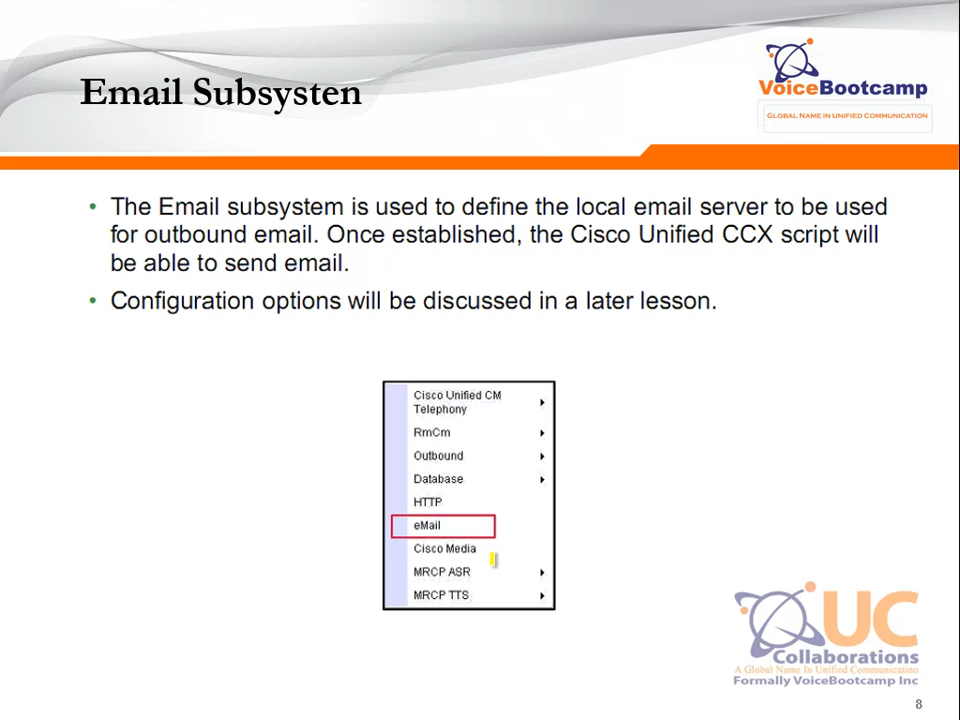 Email Subsysten
VoiceBootcamp
GLOBAL NAME IN UNIFIED COMMUNICATION
• The Email subsystem is used to define the local email server to be used
for outbound email. Once established, the Cisco Unified CCX script will
be able to send email.
• Configuration options will be discussed in a later lesson.
Cisco Unified CM
Telephony
RmCm
Outbound
Database
HTTP
eMail
Cisco Media
MRCP ASR
MRCP TTS
UC
Collaborations
A Global Name In Unified Communication
Formally VoiceBootcamp Inc
8